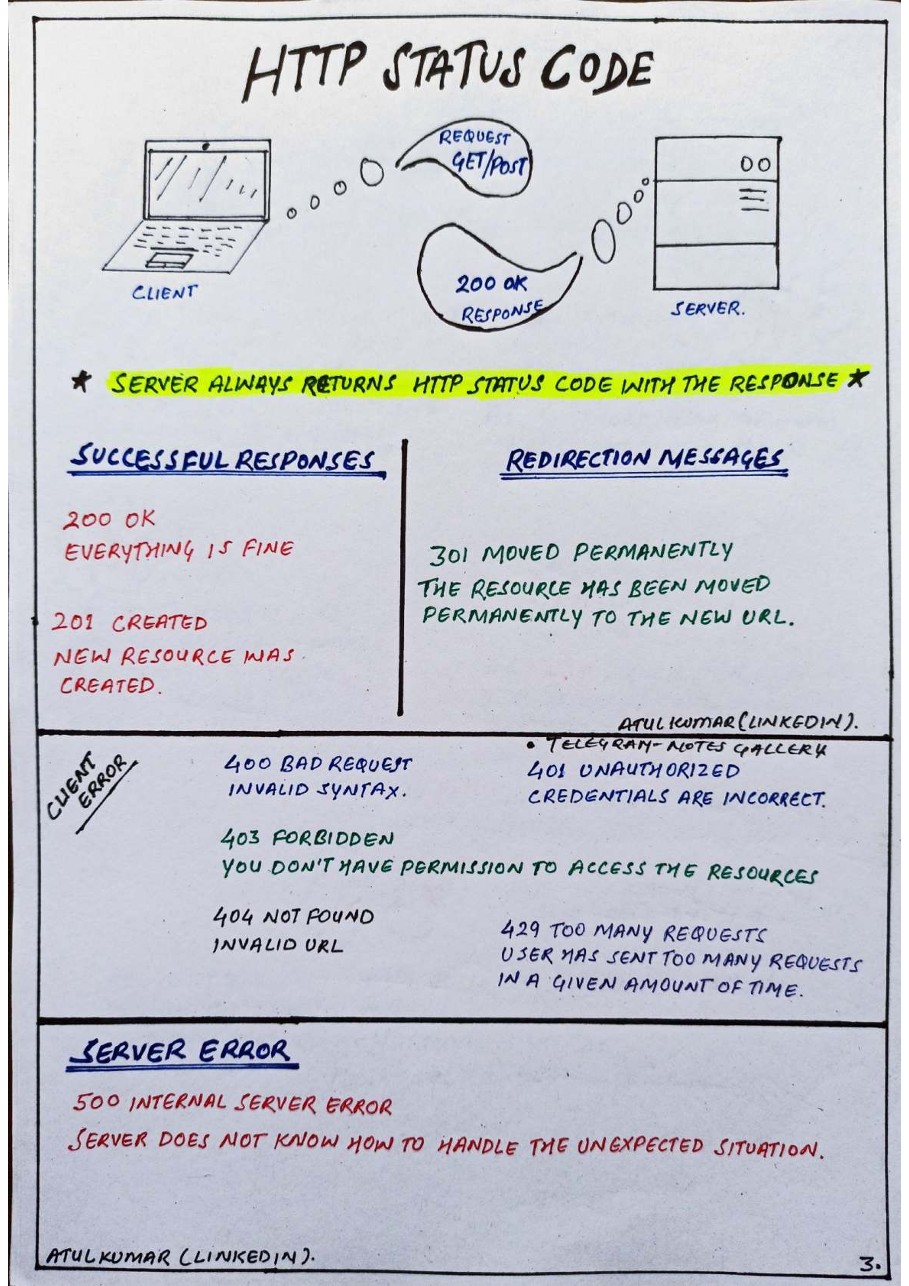 HTTP STATUS CODE
REQUEST
GET/POST
200 OK
RESPONSE
CLIENT
SERVER.
★ SERVER ALWAYS RETURNS HTTP STATUS CODE WITH THE RESPONSE ★
SUCCESSFUL RESPONSES
200 OK
EVERYTHING IS FINE
201 CREATED
NEW RESOURCE WAS
CREATED.
REDIRECTION MESSAGES
301 MOVED PERMANENTLY
THE RESOURCE HAS BEEN MOVED
PERMANENTLY TO THE NEW URL.
ATULKUMAR (LINKEDIN).
• TELEGRAM-NOTES GALLERY
CLIENT
ERROR
400 BAD REQUEST
INVALID SYNTAX.
401 UNAUTHORIZED
CREDENTIALS ARE INCORRECT.
403 FORBIDDEN
YOU DON'T HAVE PERMISSION TO ACCESS THE RESOURCES
404 NOT FOUND
INVALID URL
429 TOO MANY REQUESTS
USER HAS SENT TOO MANY REQUESTS
IN A GIVEN AMOUNT OF TIME.
SERVER ERROR
500 INTERNAL SERVER ERROR
SERVER DOES NOT KNOW HOW TO HANDLE THE UNEXPECTED SITUATION.
ATULKUMAR (LINKEDIN).
3.